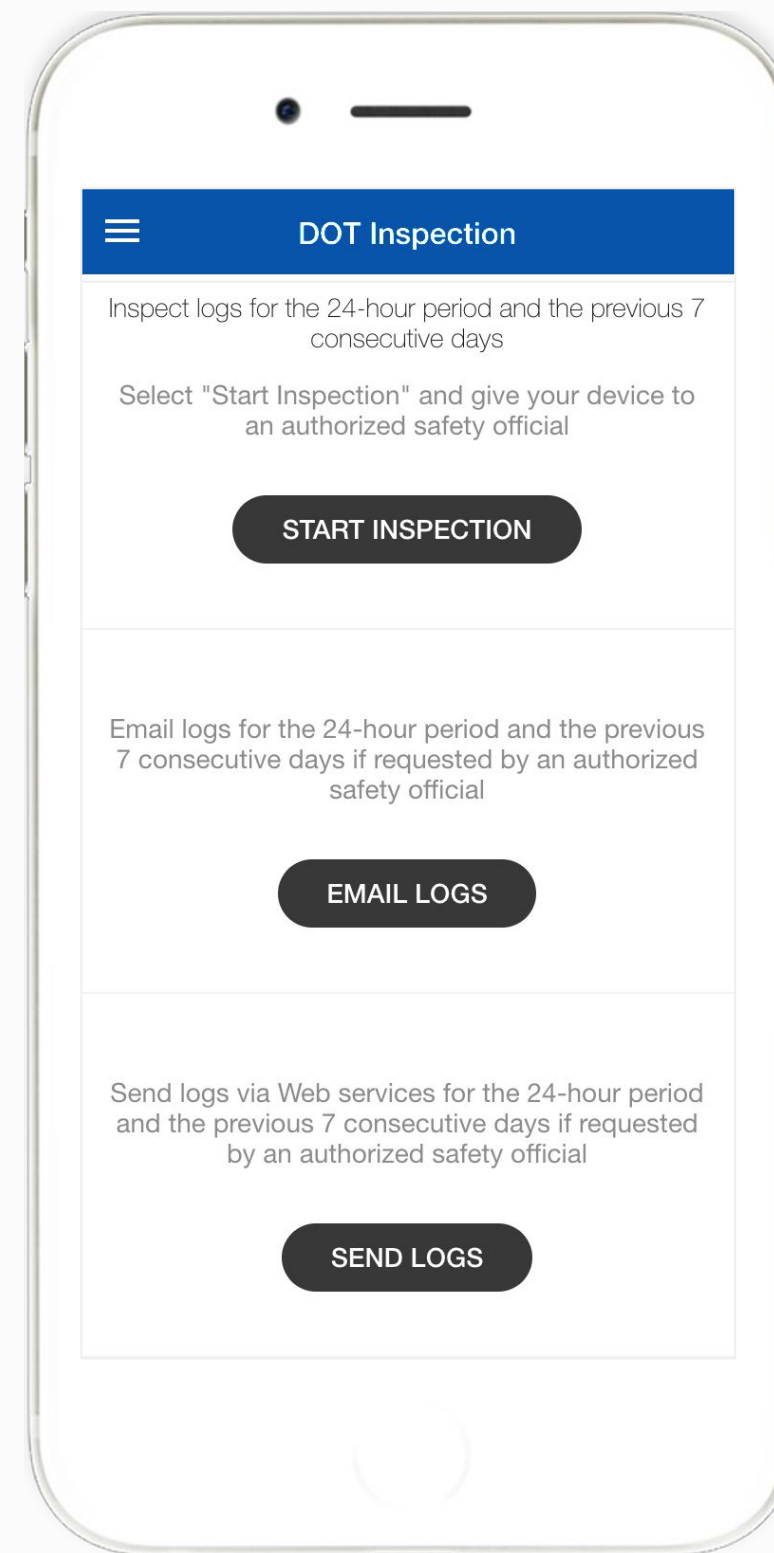 DOT Inspection
Inspect logs for the 24-hour period and the previous 7
consecutive days
Select "Start Inspection" and give your device to
an authorized safety official
START INSPECTION
Email logs for the 24-hour period and the previous
7 consecutive days if requested by an authorized
safety official
EMAIL LOGS
Send logs via Web services for the 24-hour period
and the previous 7 consecutive days if requested
by an authorized safety official
SEND LOGS